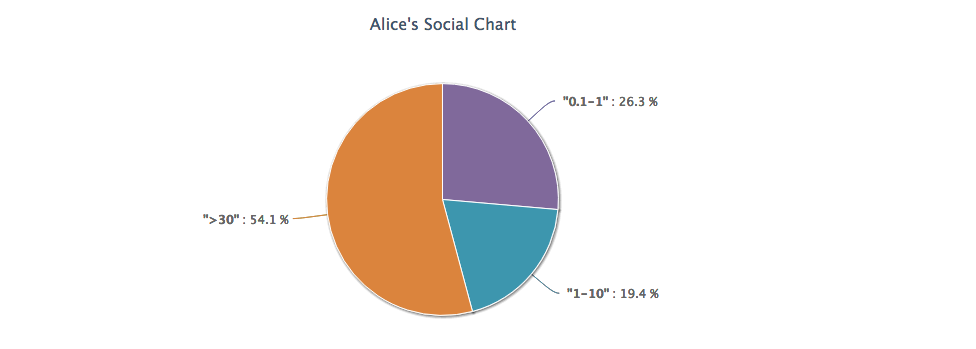 Alice's Social Chart
"0.1-1" : 26.3 %
">30" : 54.1 %
"1-10" : 19.4 %